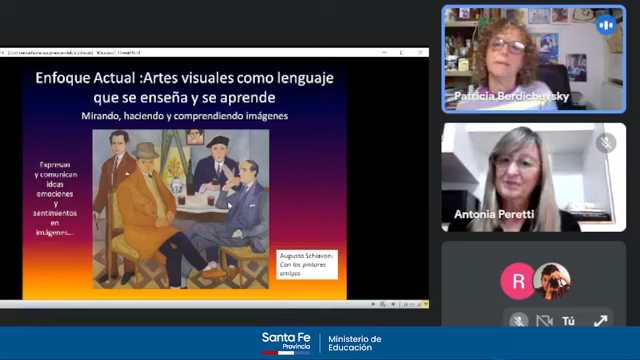 Enfoque Actual :Artes visuales como lenguaje
que se enseña y se aprende
Mirando, haciendo y comprendiendo imágenes
Expresan
y comunican
ideas
emociones
y
sentimientos
en
imágenes...
Augusto Schiavoni
Con los pintores
amigos
Patricia Berdichevsky
Antonia Peretti
R
Tú
Santa Fe
Provincia
Ministerio de
Educación